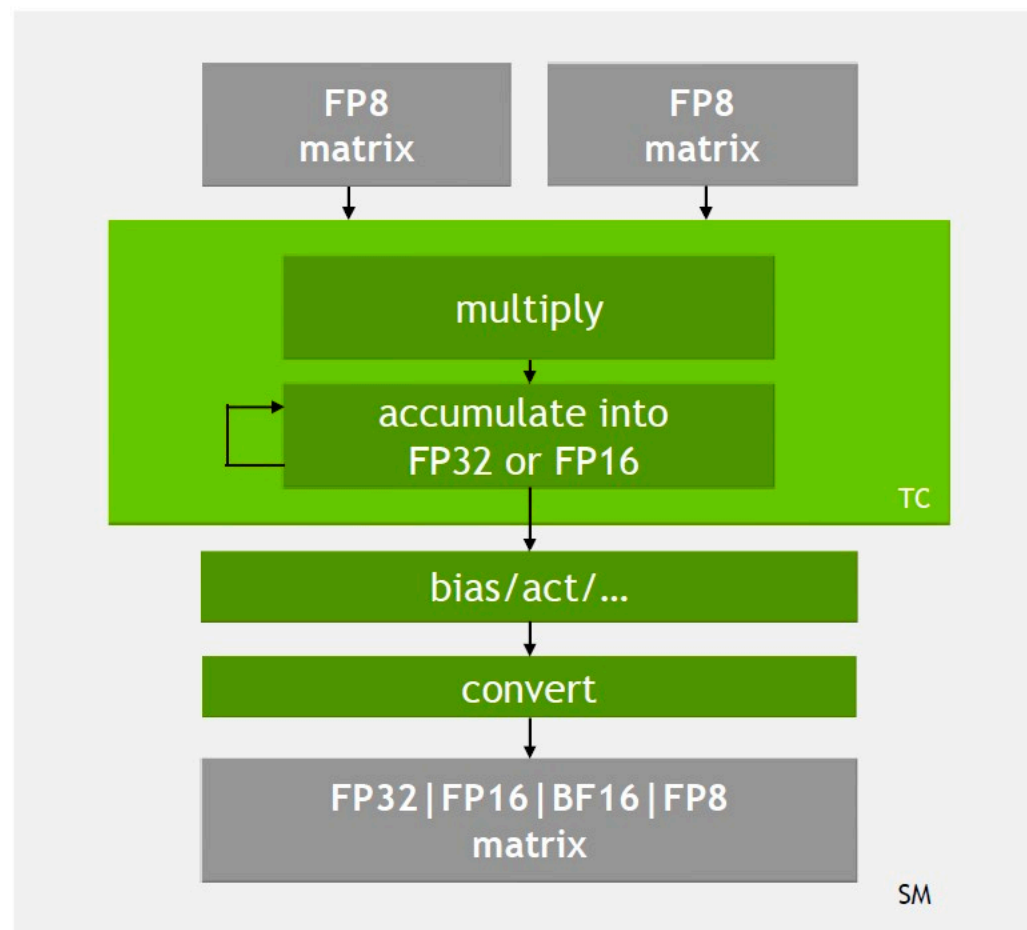 FP8
matrix
FP8
matrix
multiply
accumulate into
FP32 or FP16
TC
bias/act/...
convert
FP32|FP16|BF16|FP8
matrix
SM